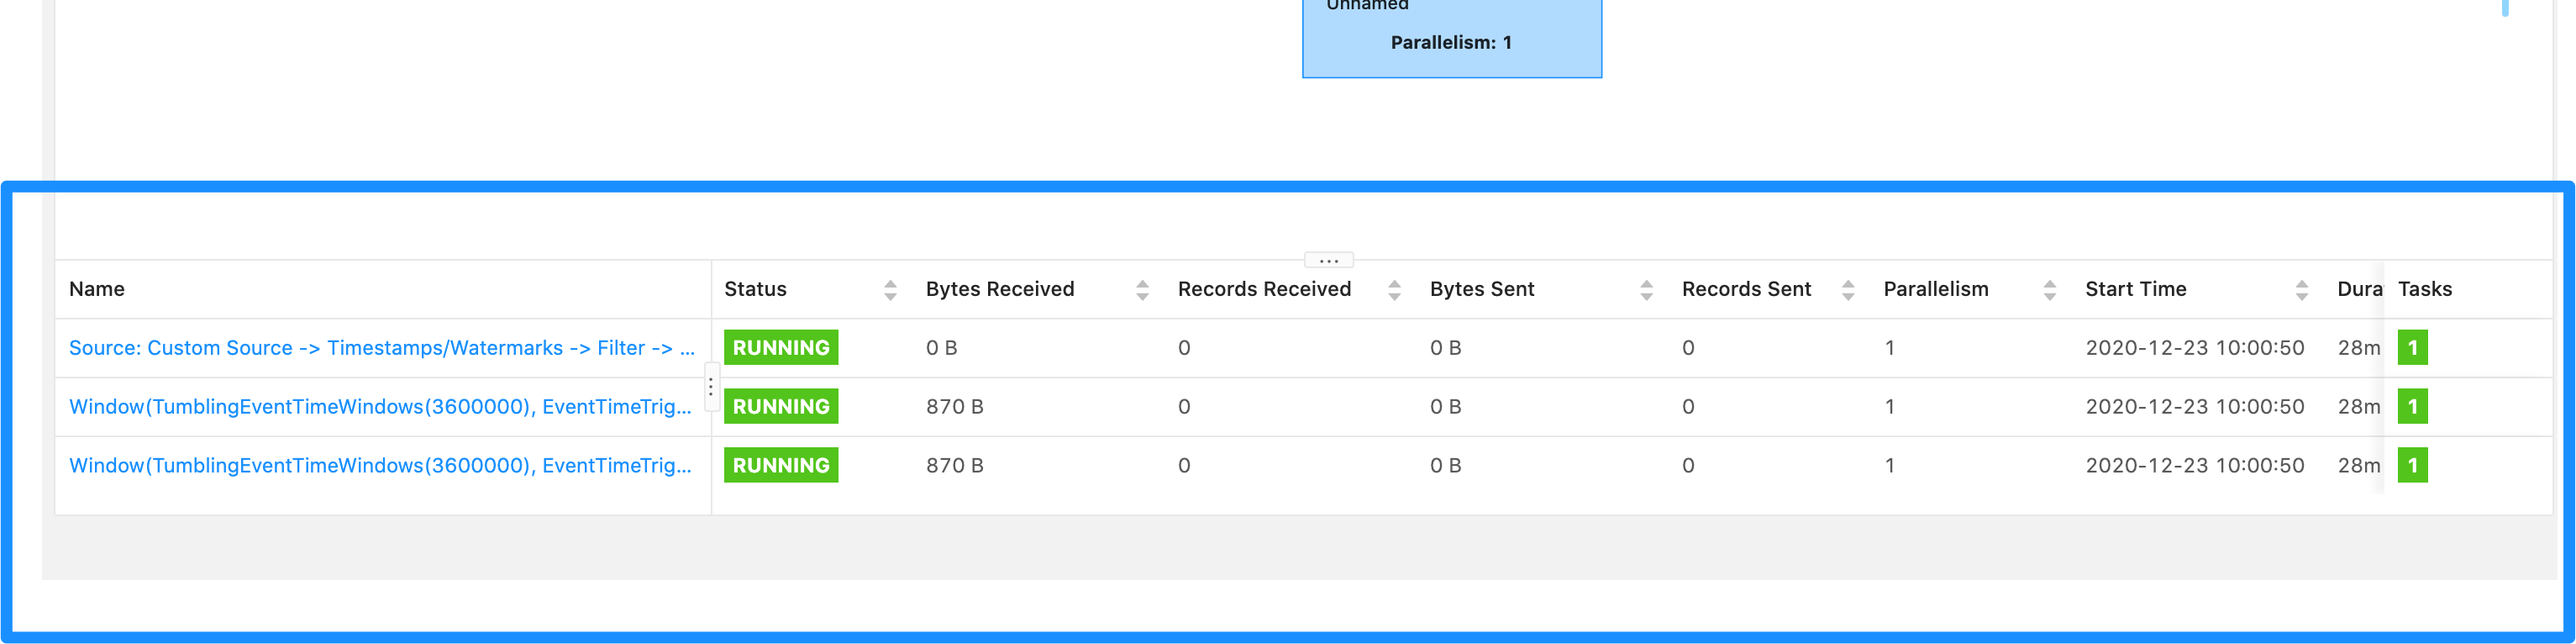 Unnamed
Parallelism: 1
Name Status Bytes Received Records Received Bytes Sent Records Sent Parallelism Start Time Dura Tasks
Source: Custom Source -> Timestamps/Watermarks -> Filter -> ... RUNNING 0 B 0 0 B 0 1 2020-12-23 10:00:50 28m 1
Window(TumblingEventTimeWindows(3600000), EventTimeTrig... RUNNING 870 B 0 0 B 0 1 2020-12-23 10:00:50 28m 1
Window(TumblingEventTimeWindows(3600000), EventTimeTrig... RUNNING 870 B 0 0 B 0 1 2020-12-23 10:00:50 28m 1